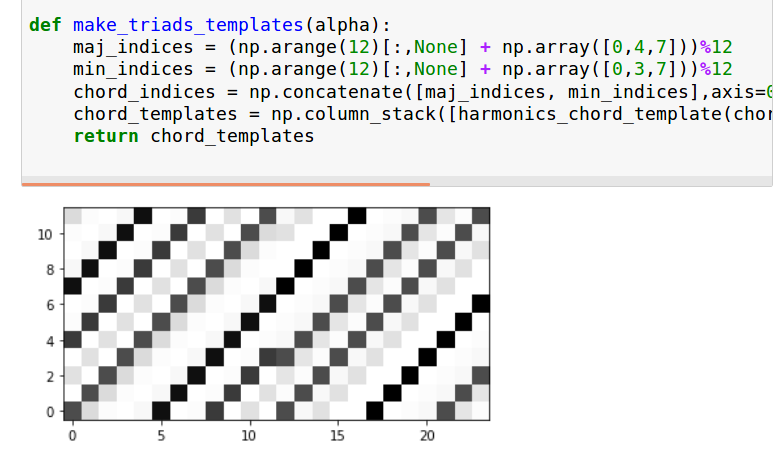 def make_triads_templates(alpha):
    maj_indices = (np.arange(12)[:,None] + np.array([0,4,7]))%12
    min_indices = (np.arange(12)[:,None] + np.array([0,3,7]))%12
    chord_indices = np.concatenate([maj_indices, min_indices],axis=0
    chord_templates = np.column_stack([harmonics_chord_template(chor
    return chord_templates
10
8
6
4
2
0
0 5 10 15 20